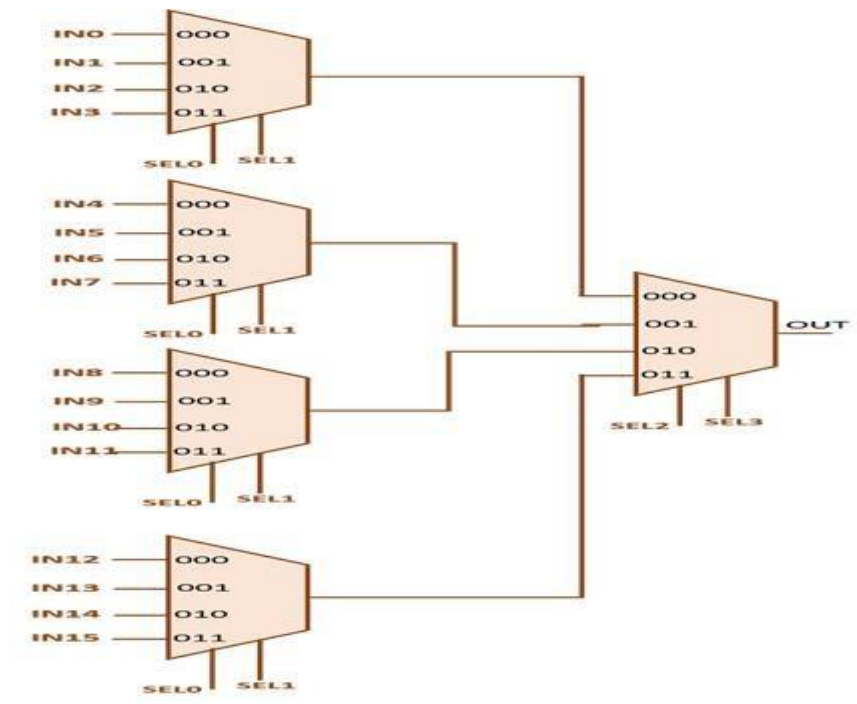 IN0 000
IN1 001
IN2 010
IN3 011
SEL0 SEL1
IN4 000
IN5 001
IN6 010
IN7 011
SEL0 SEL1
000
001 OUT
010
011
SEL2 SEL3
IN8 000
IN9 001
IN10 010
IN11 011
SEL0 SEL1
IN12 000
IN13 001
IN14 010
IN15 011
SEL0 SEL1